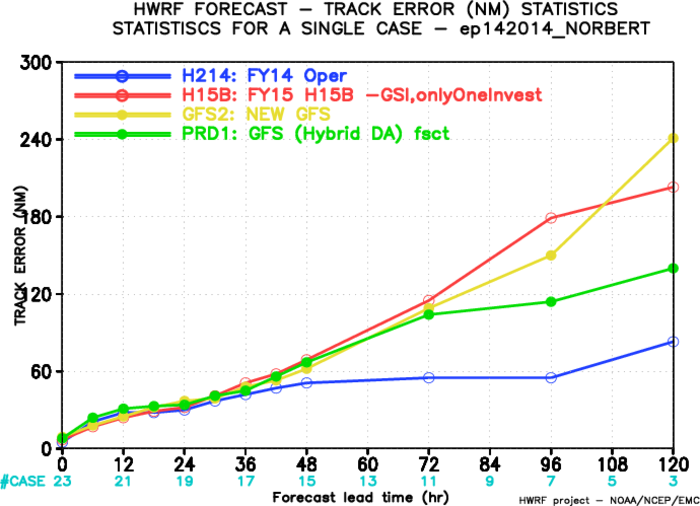 HWRF FORECAST − TRACK ERROR (NM) STATISTICS
STATISTISCS FOR A SINGLE CASE − ep142014_NORBERT
H214: FY14 Oper
H15B: FY15 H15B −GSI,onlyOneInvest
GFS2: NEW GFS
PRD1: GFS (Hybrid DA) fsct
TRACK ERROR (NM)
300
240
180
120
60
0
0 12 24 36 48 60 72 84 96 108 120
#CASE 23 21 19 17 15 13 11 9 7 5 3
Forecast lead time (hr)
HWRF project − NOAA/NCEP/EMC